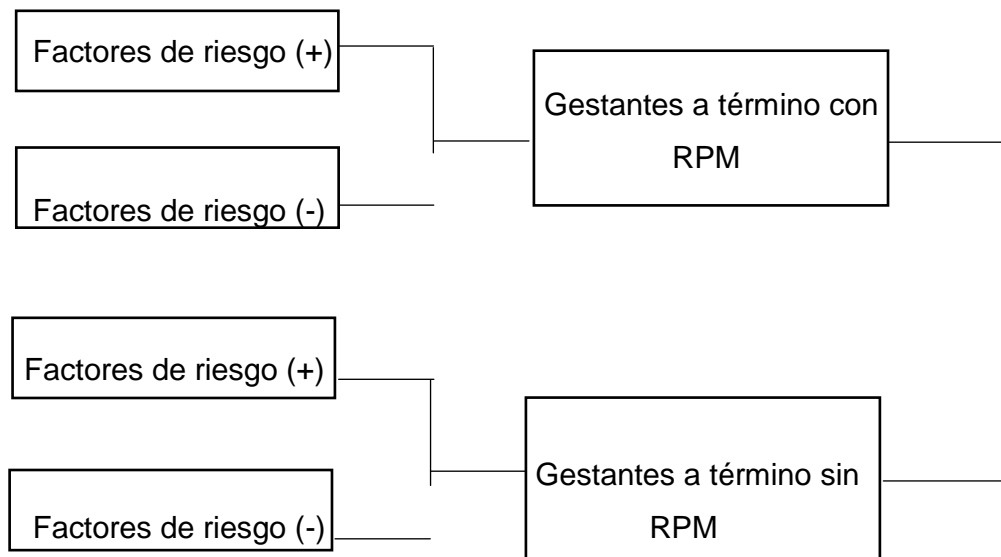 Factores de riesgo (+)
Gestantes a término con
RPM
Factores de riesgo (-)
Factores de riesgo (+)
Gestantes a término sin
RPM
Factores de riesgo (-)